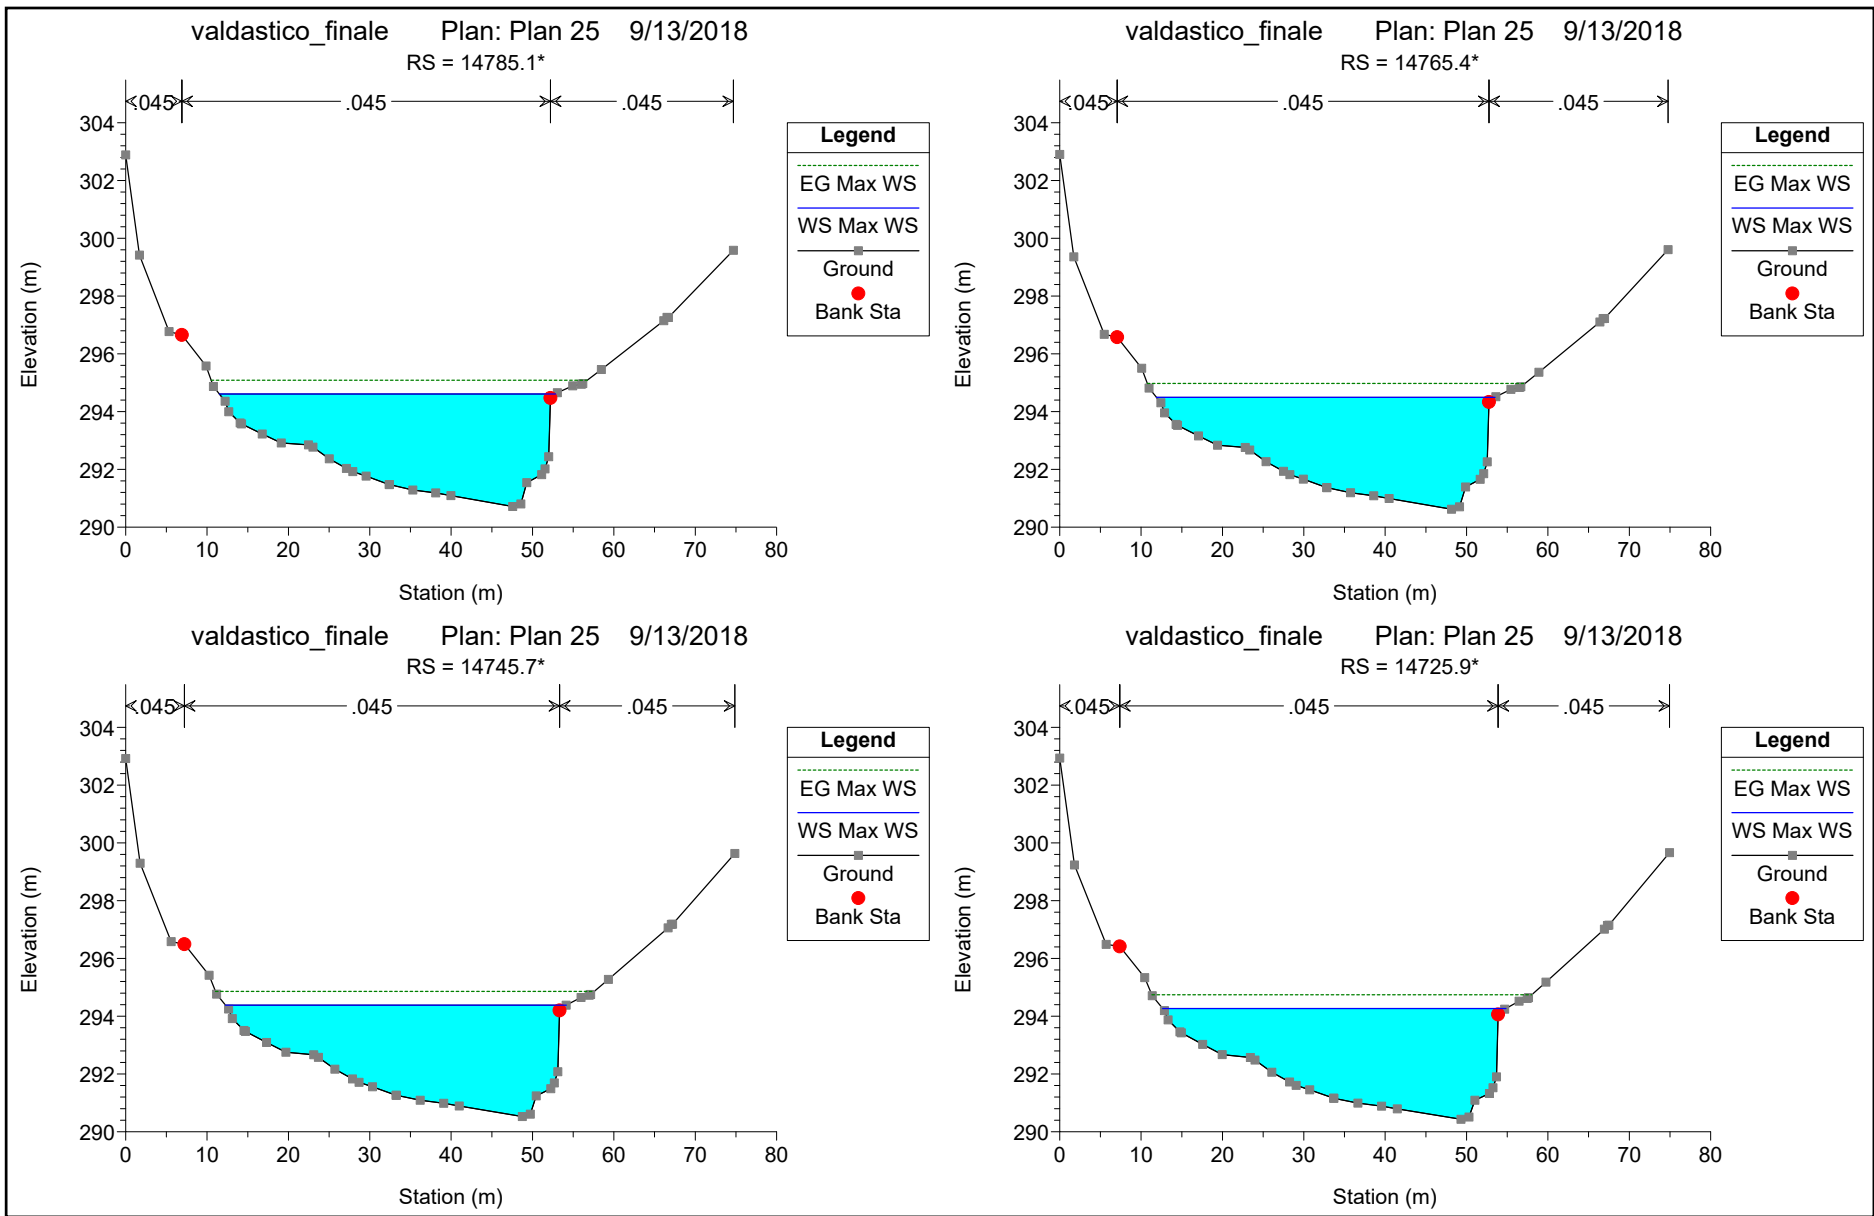 valdastico_finale Plan: Plan 25 9/13/2018
RS = 14785.1*
.045 .045 .045
304
302
300
298
296
294
292
290
0 10 20 30 40 50 60 70 80
Elevation (m)
Station (m)
Legend
EG Max WS
WS Max WS
Ground
Bank Sta
valdastico_finale Plan: Plan 25 9/13/2018
RS = 14765.4*
.045 .045 .045
304
302
300
298
296
294
292
290
0 10 20 30 40 50 60 70 80
Elevation (m)
Station (m)
Legend
EG Max WS
WS Max WS
Ground
Bank Sta
valdastico_finale Plan: Plan 25 9/13/2018
RS = 14745.7*
.045 .045 .045
304
302
300
298
296
294
292
290
0 10 20 30 40 50 60 70 80
Elevation (m)
Station (m)
Legend
EG Max WS
WS Max WS
Ground
Bank Sta
valdastico_finale Plan: Plan 25 9/13/2018
RS = 14725.9*
.045 .045 .045
304
302
300
298
296
294
292
290
0 10 20 30 40 50 60 70 80
Elevation (m)
Station (m)
Legend
EG Max WS
WS Max WS
Ground
Bank Sta